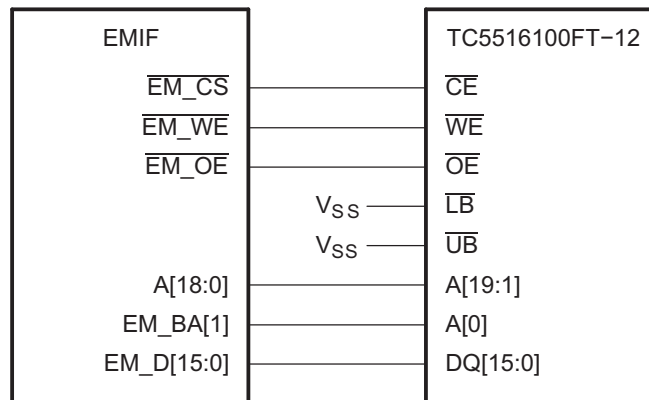 EMIF TC5516100FT−12
EM_CS CE
EM_WE WE
EM_OE OE
VSS LB
VSS UB
A[18:0] A[19:1]
EM_BA[1] A[0]
EM_D[15:0] DQ[15:0]